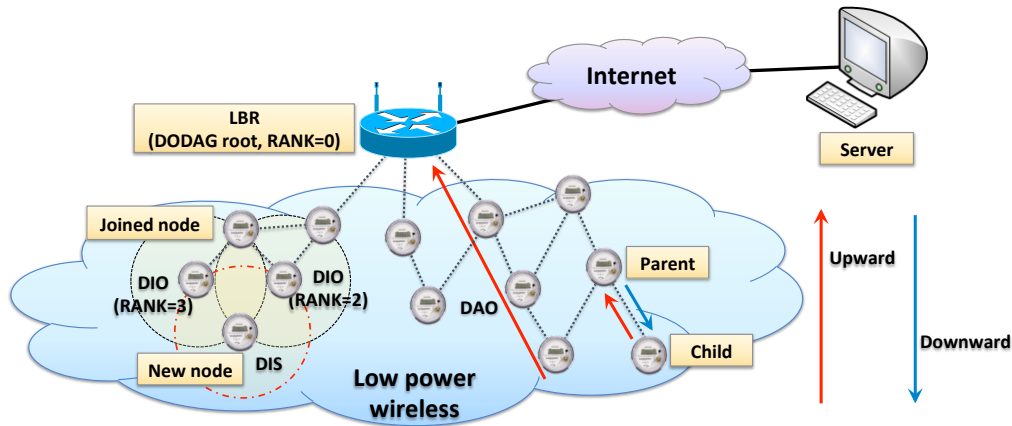 Internet
LBR
(DODAG root, RANK=0)
Server
Joined node
DIO
(RANK=3)
DIO
(RANK=2)
DAO
Parent
Upward
Downward
New node
DIS
Child
Low power
wireless